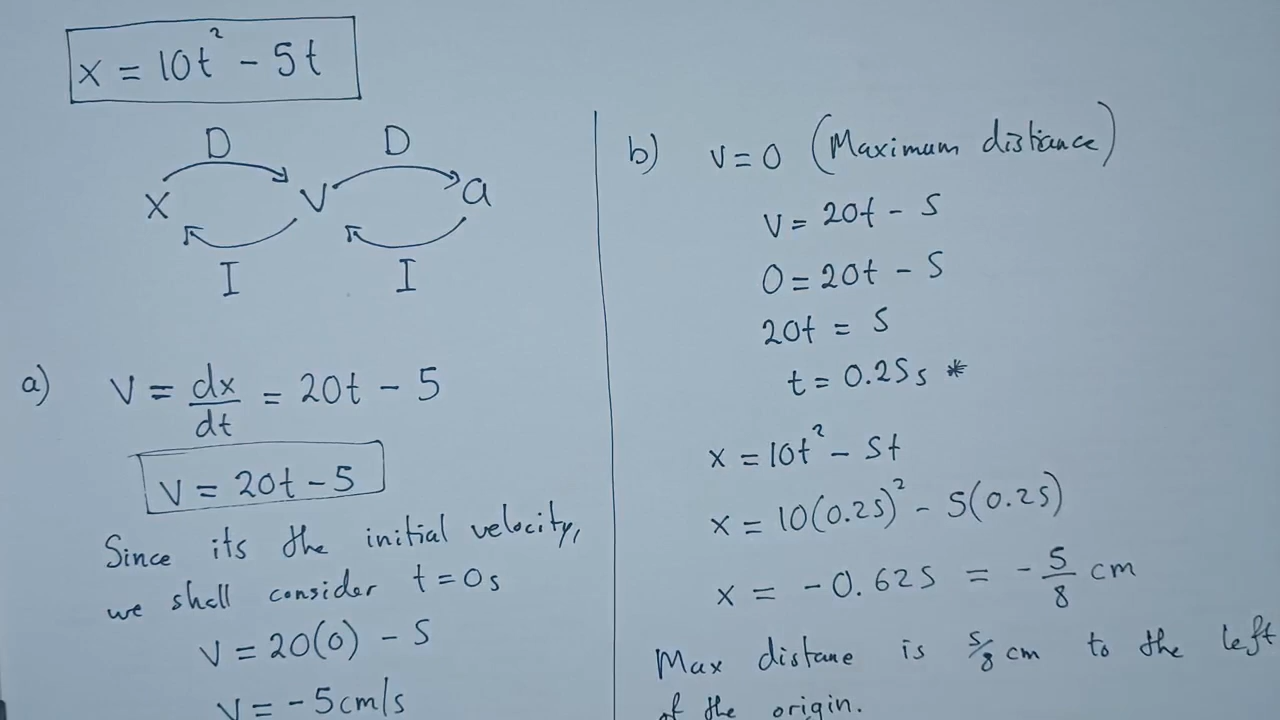 x = 10t² - 5t
D D
x v a
I I
a) v = dx/dt = 20t - 5
v = 20t - 5
Since its the initial velocity,
we shall consider t = 0s
v = 20(0) - 5
v = -5cm/s
b) v = 0 (Maximum distiance)
v = 20t - 5
0 = 20t - 5
20t = 5
t = 0.25s *
x = 10t² - 5t
x = 10(0.25)² - 5(0.25)
x = -0.625 = -5/8 cm
Max distane is 5/8 cm to the left
of the origin.